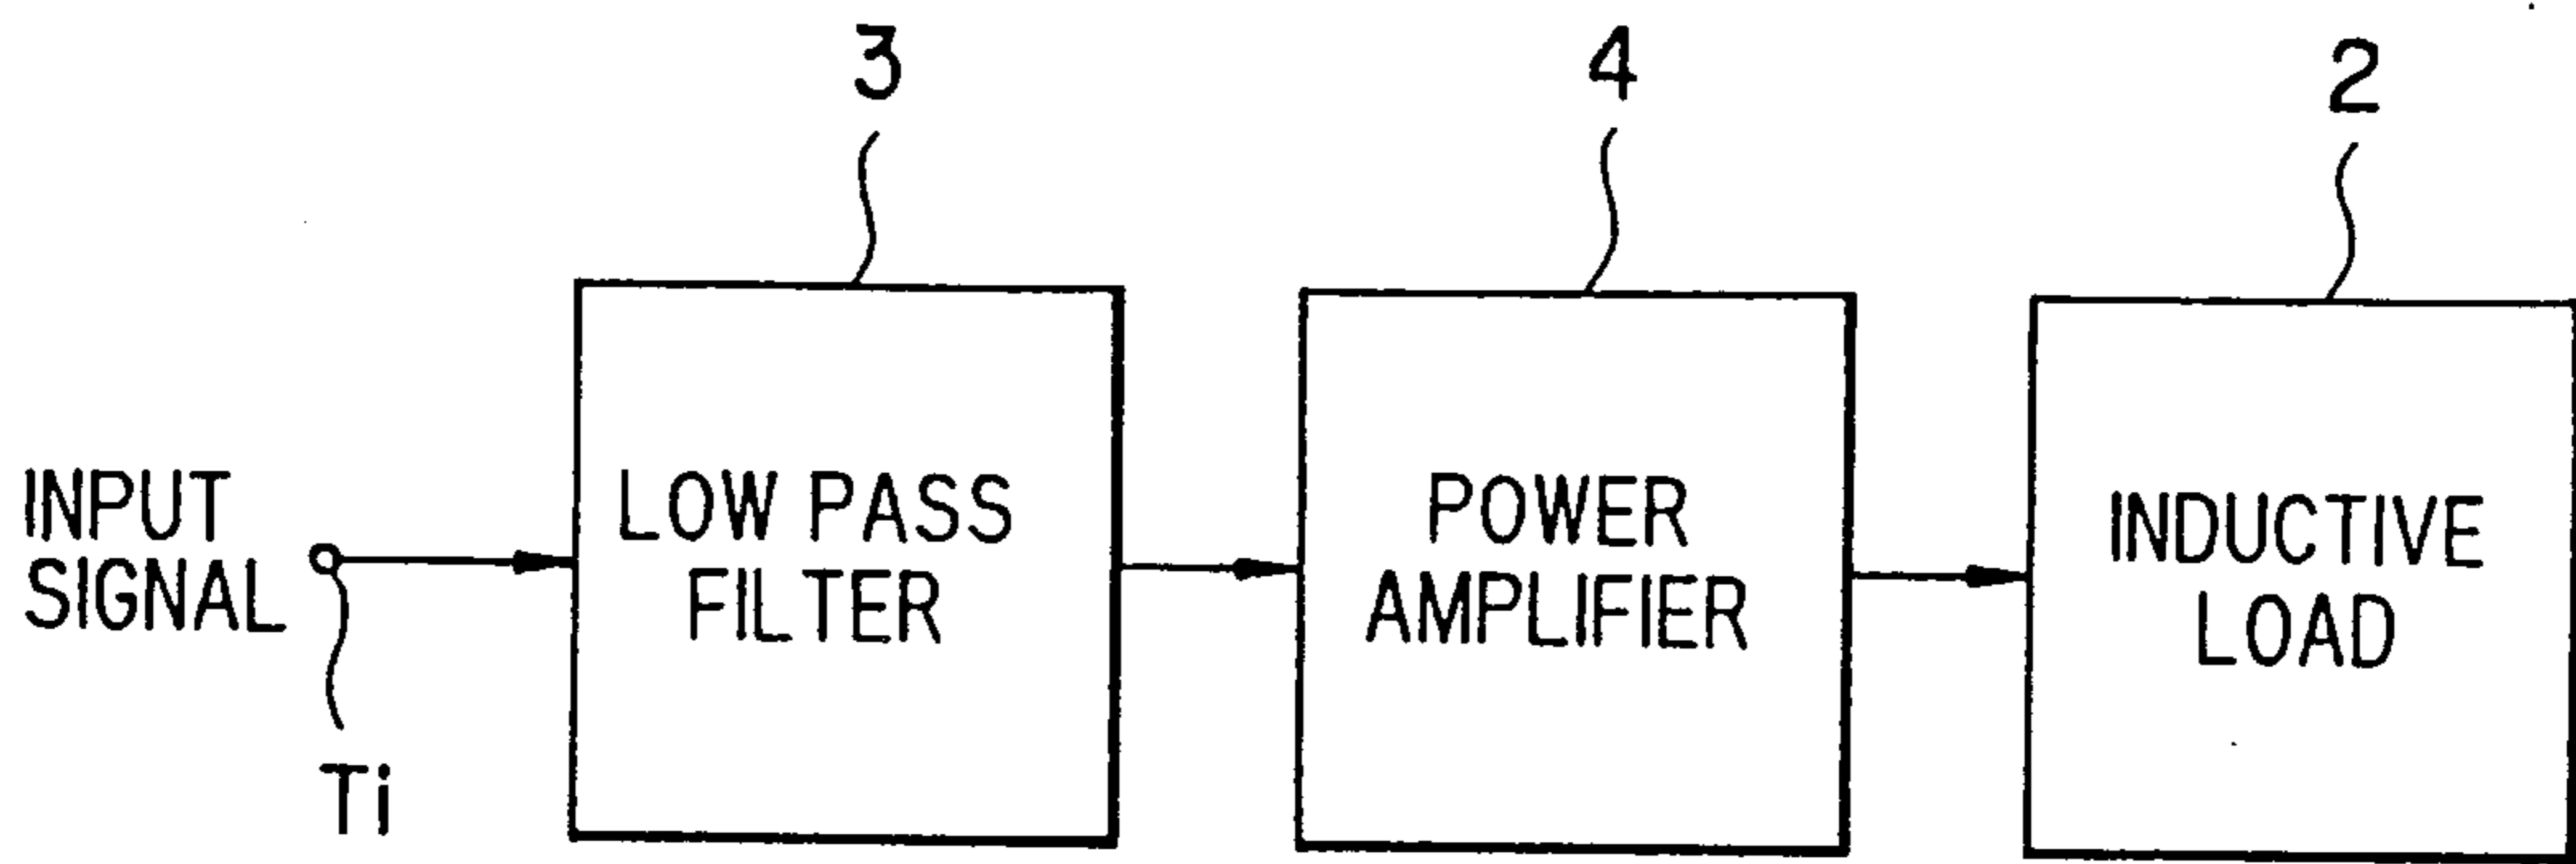 3
4
2
INPUT
SIGNAL
Ti
LOW PASS
FILTER
POWER
AMPLIFIER
INDUCTIVE
LOAD